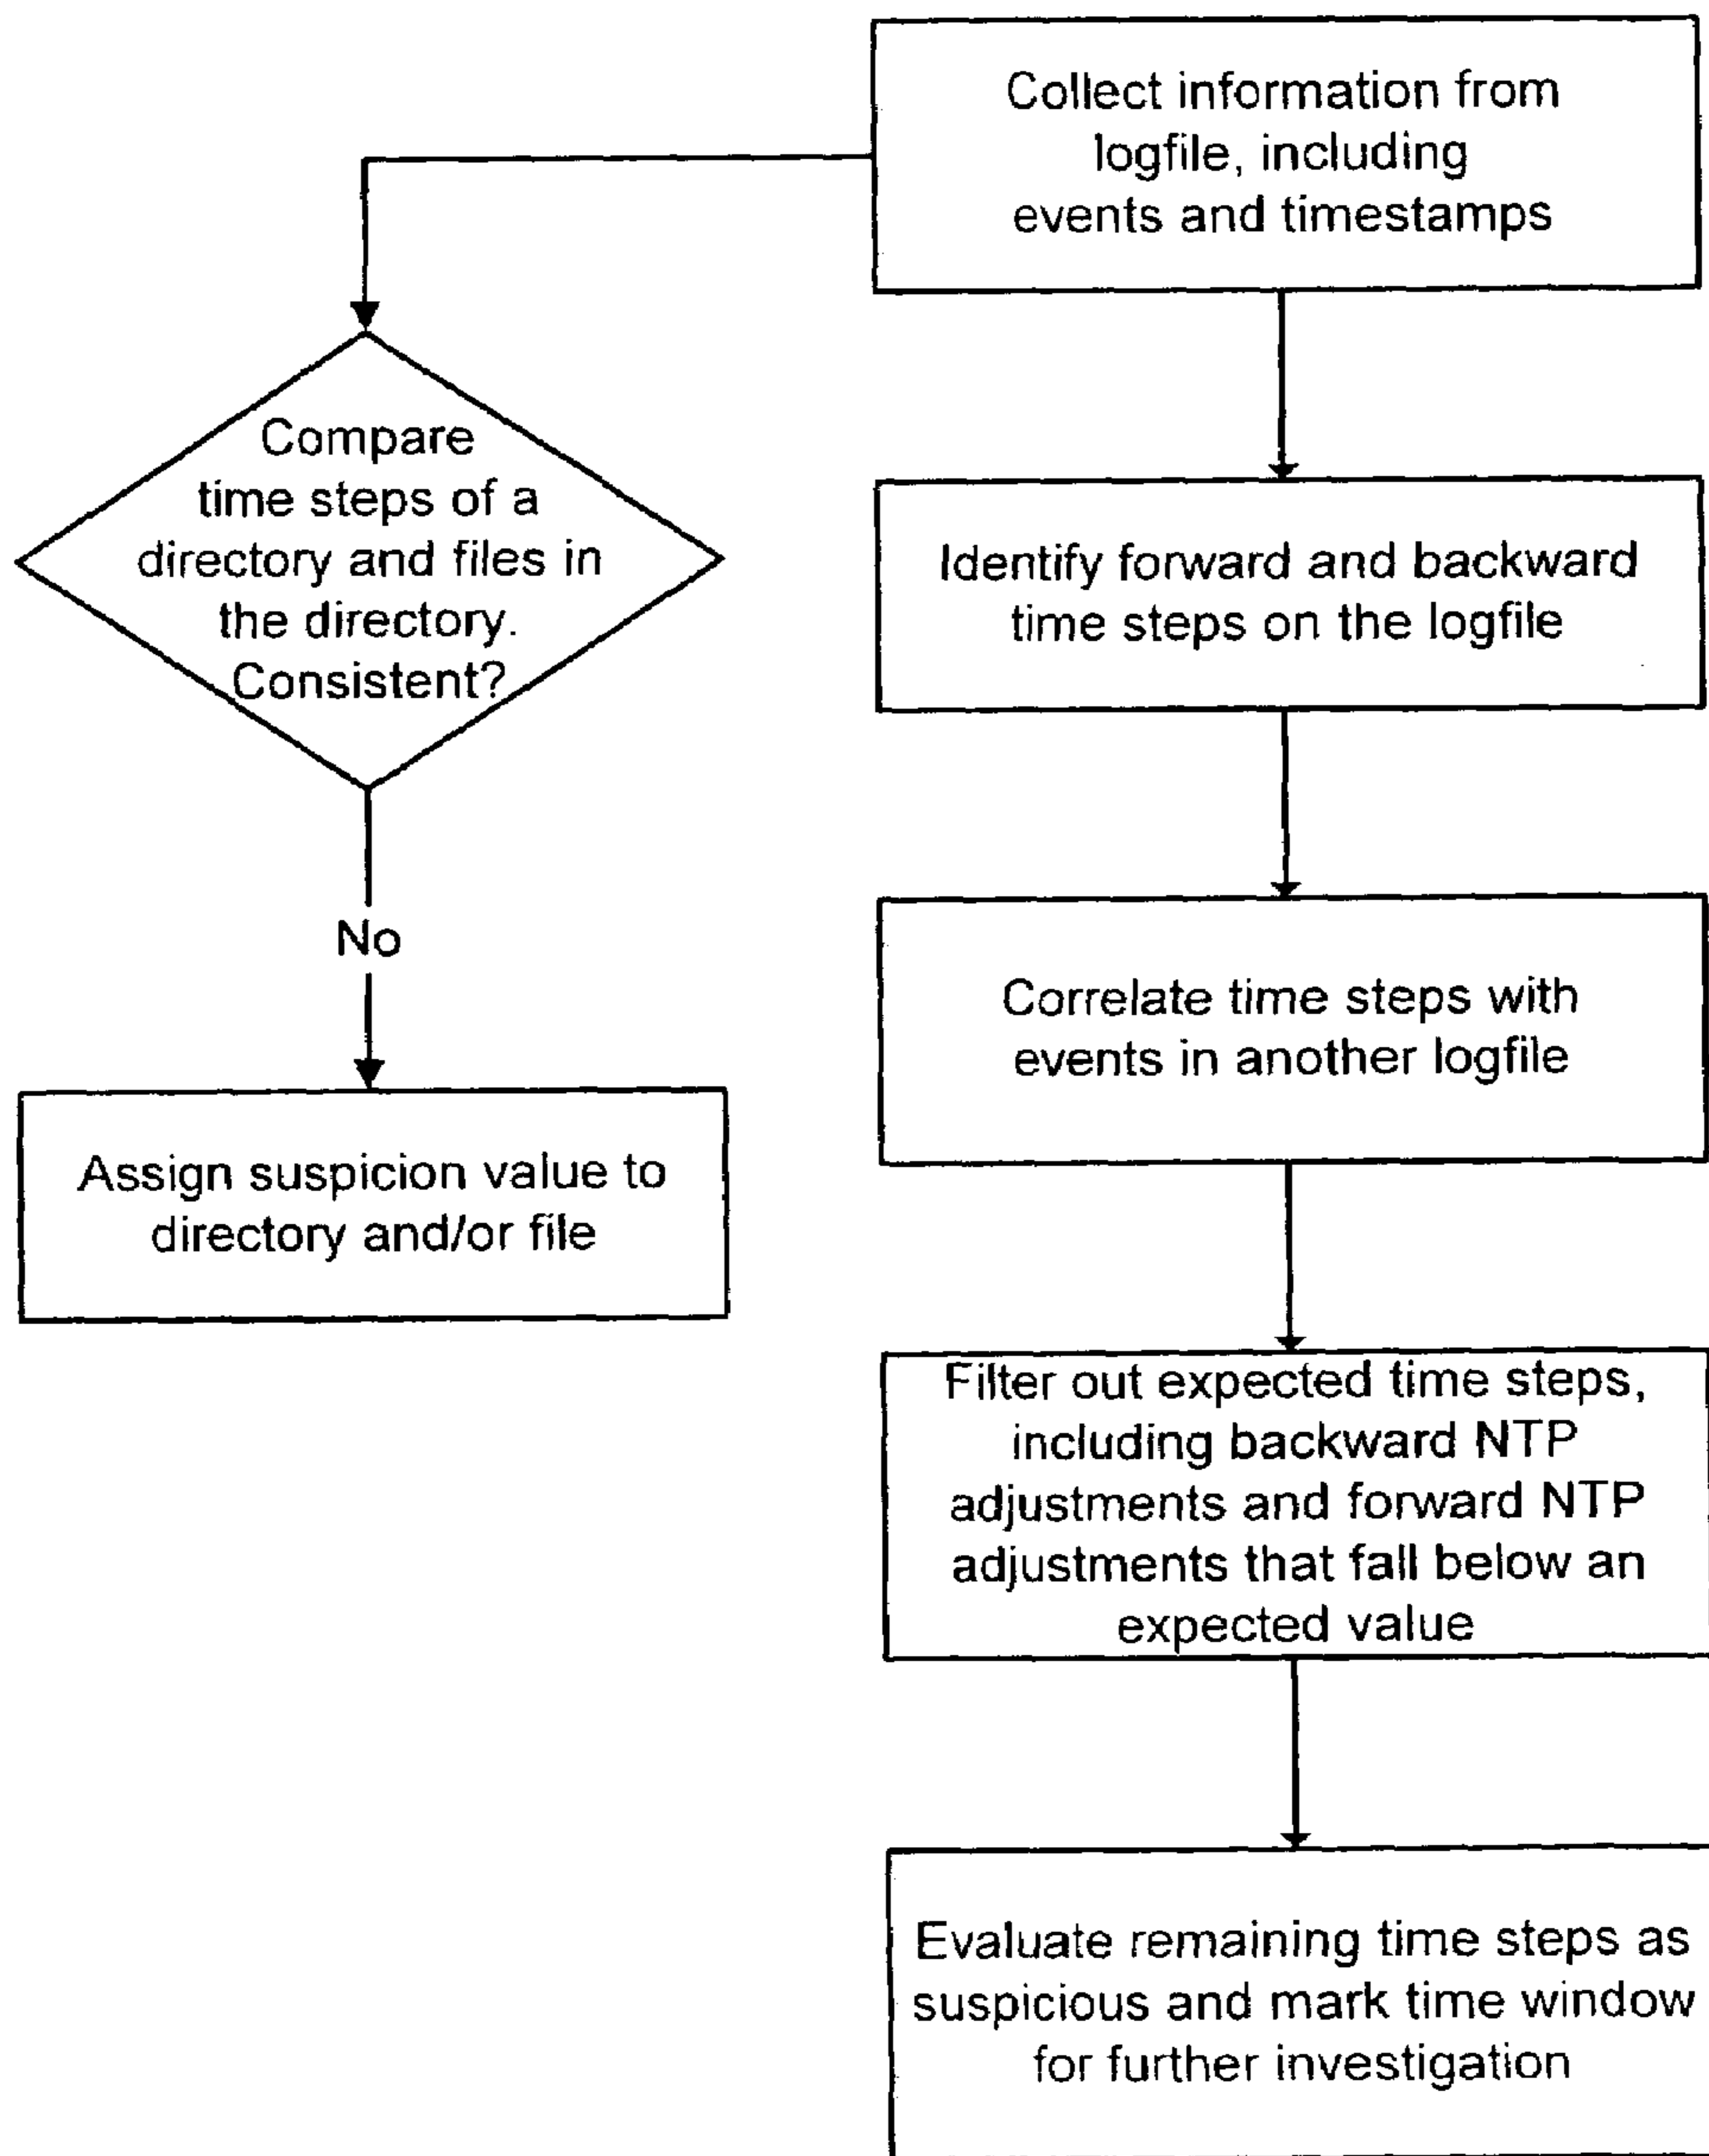 Collect information from
logfile, including
events and timestamps
Compare
time steps of a
directory and files in
the directory.
Consistent?
No
Assign suspicion value to
directory and/or file
Identify forward and backward
time steps on the logfile
Correlate time steps with
events in another logfile
Filter out expected time steps,
including backward NTP
adjustments and forward NTP
adjustments that fall below an
expected value
Evaluate remaining time steps as
suspicious and mark time window
for further investigation